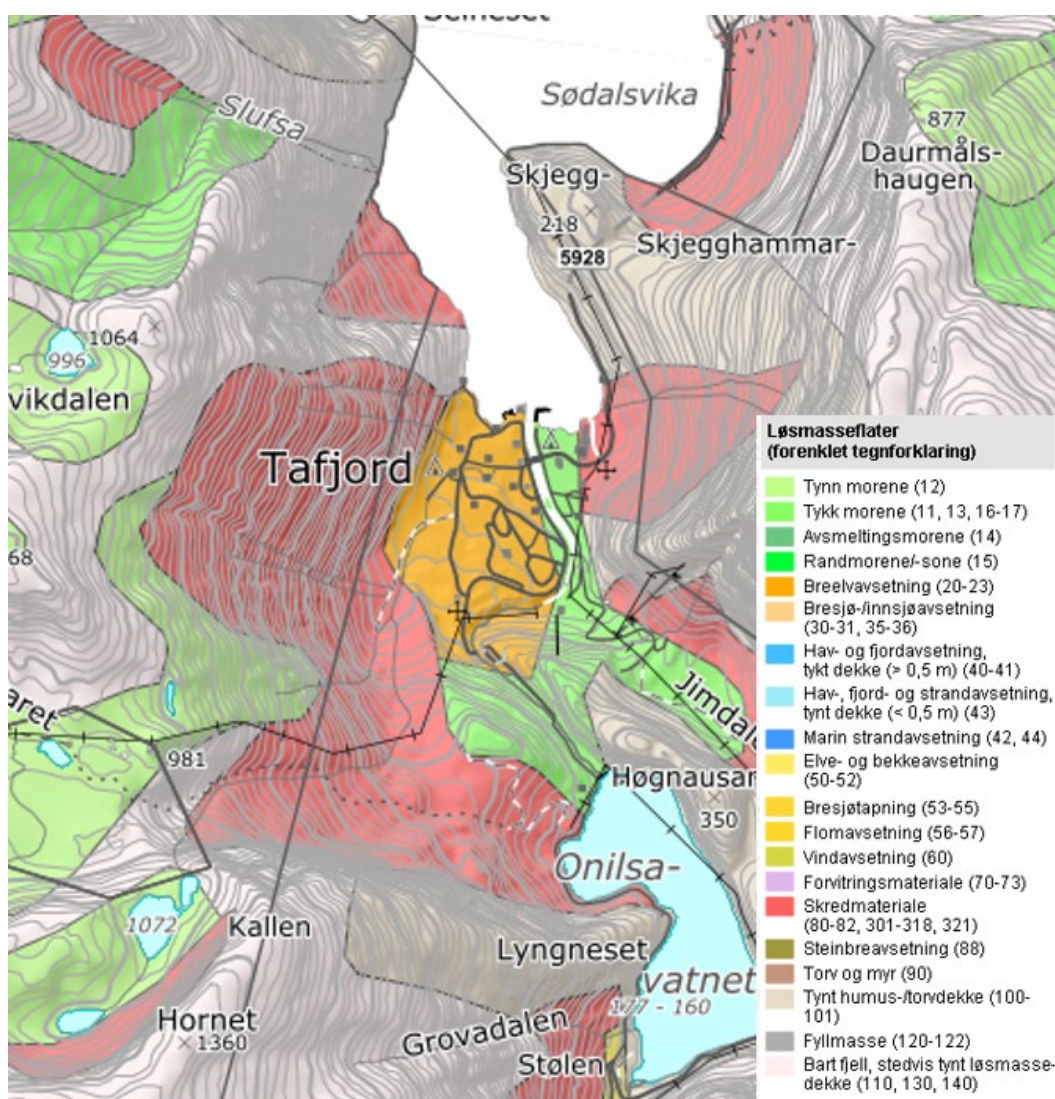 Selneset
Sødalsvika
Slufsa
877
Daurmåls-
haugen
Skjegg-
218
Skjegghammar-
5928
1064
996
vikdalen
Tafjord
68
Løsmasseflater
(forenklet tegnforklaring)
Tynn morene (12)
Tykk morene (11, 13, 16-17)
Avsmeltingsmorene (14)
Randmorene/-sone (15)
Breelvavsetning (20-23)
Bresjø-/innsjøavsetning
(30-31, 35-36)
Hav- og fjordavsetning,
tykt dekke (> 0,5 m) (40-41)
Hav-, fjord- og strandavsetning,
tynt dekke (< 0,5 m) (43)
Marin strandavsetning (42, 44)
Elve- og bekkeavsetning
(50-52)
Bresjøtapning (53-55)
Flomavsetning (56-57)
Vindavsetning (60)
Forvitringsmateriale (70-73)
Skredmateriale
(80-82, 301-318, 321)
Steinbreavsetning (88)
Torv og myr (90)
Tynt humus-/torvdekke (100-
101)
Fyllmasse (120-122)
Bart fjell, stedvis tynt løsmasse-
dekke (110, 130, 140)
Jimdale
aret
981
Høgnausar
350
Onilsa-
vatnet
177 - 160
1072
Kallen
Lyngneset
Hornet
1360
Grovadalen
Stølen